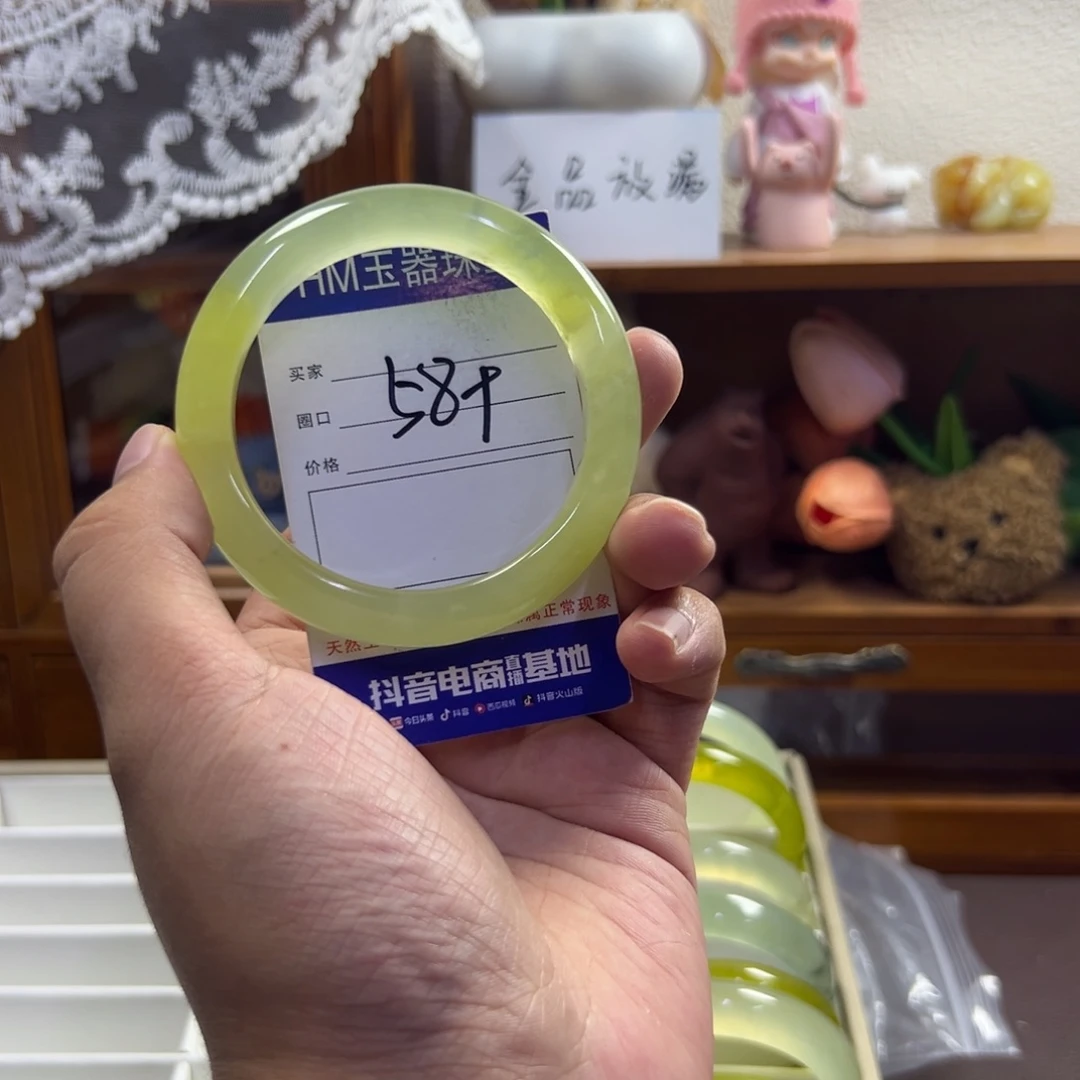 全品放漏
HM玉器珠
买家
圈口 58+
价格
天然 属正常现象
抖音电商直播基地
今日头条 抖音 西瓜视频 抖音火山版